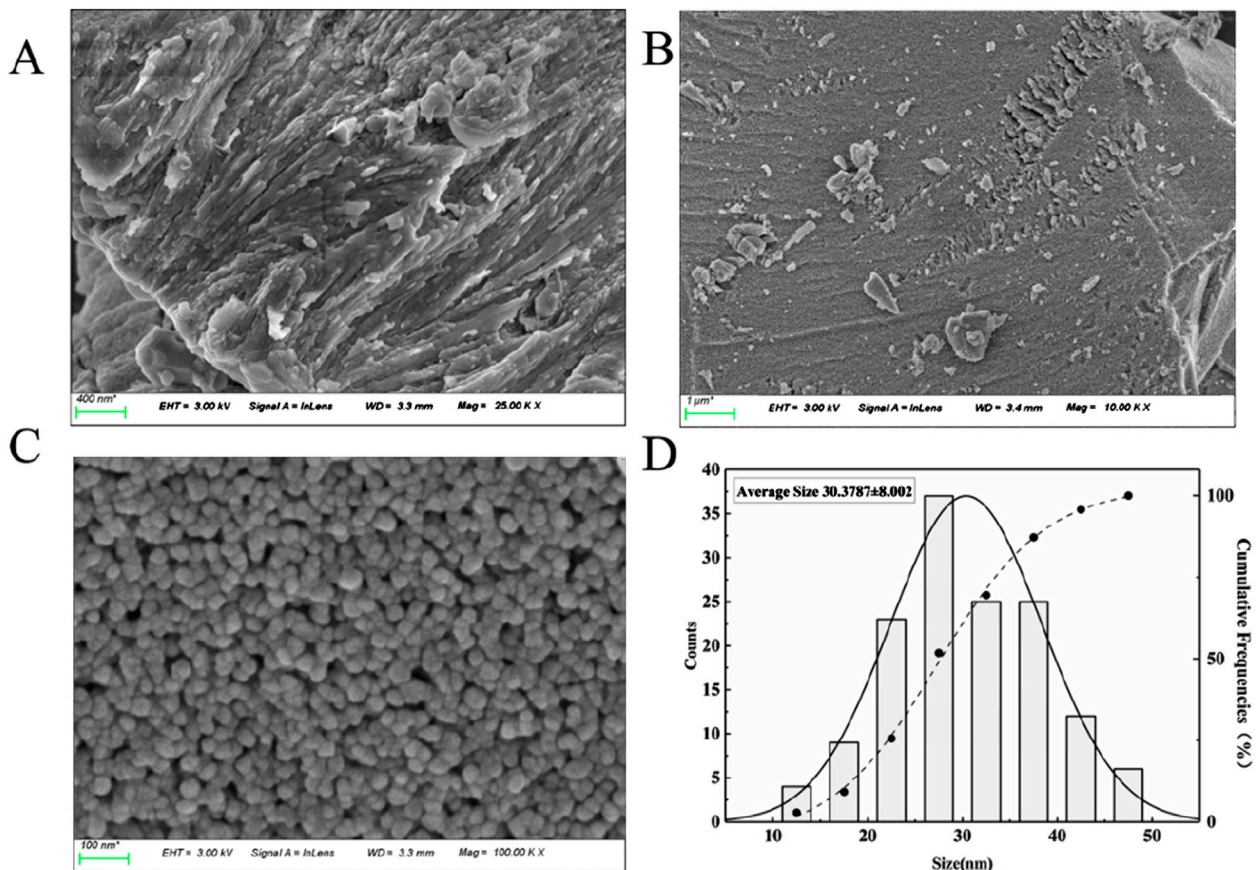 A
400 nm*
EHT = 3.00 kV Signal A = InLens WD = 3.3 mm Mag = 25.00 K X
B
1 µm*
EHT = 3.00 kV Signal A = InLens WD = 3.4 mm Mag = 10.00 K X
C
100 nm*
EHT = 3.00 kV Signal A = InLens WD = 3.3 mm Mag = 100.00 K X
D
Average Size 30.3787±8.002
40
35
30
25
20
15
10
5
0
Counts
10 20 30 40 50
Size(nm)
100
50
0
Cumulative Frequencies (%)